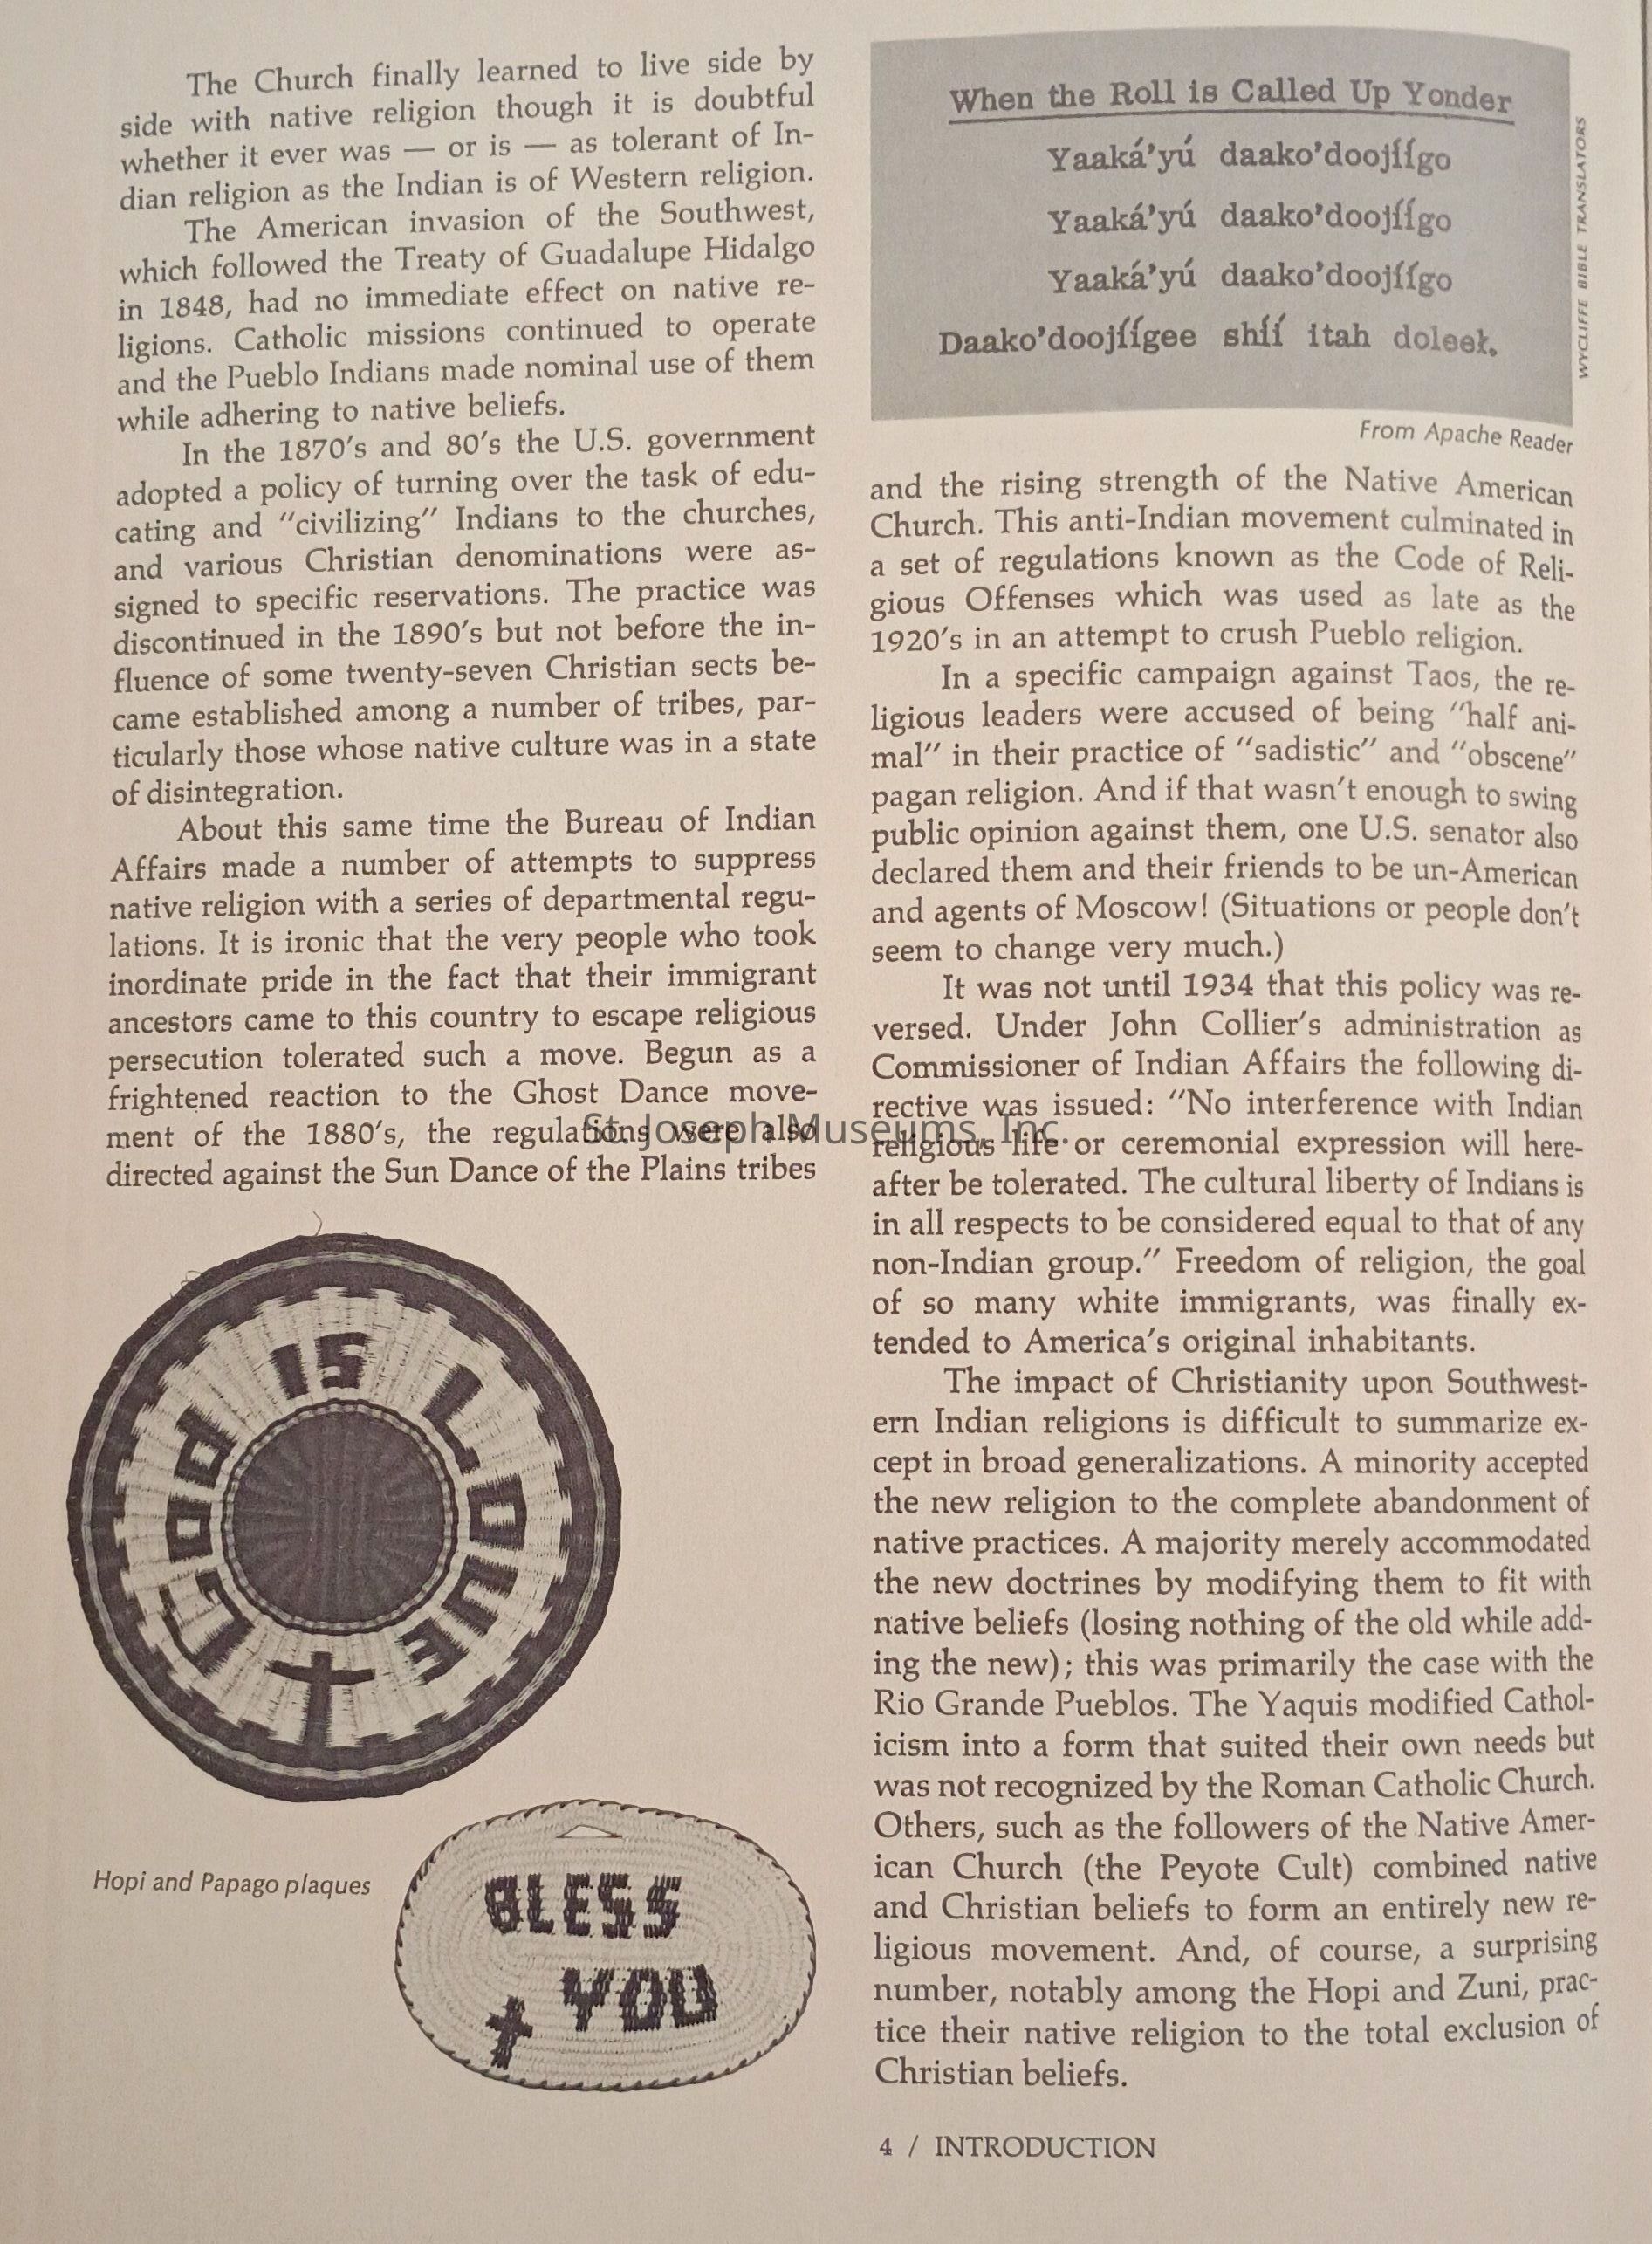 The Church finally learned to live side by
side with native religion though it is doubtful
whether it ever was — or is — as tolerant of In-
dian religion as the Indian is of Western religion.
The American invasion of the Southwest,
which followed the Treaty of Guadalupe Hidalgo
in 1848, had no immediate effect on native re-
ligions. Catholic missions continued to operate
and the Pueblo Indians made nominal use of them
while adhering to native beliefs.
In the 1870's and 80's the U.S. government
adopted a policy of turning over the task of edu-
cating and "civilizing" Indians to the churches,
and various Christian denominations were as-
signed to specific reservations. The practice was
discontinued in the 1890's but not before the in-
fluence of some twenty-seven Christian sects be-
came established among a number of tribes, par-
ticularly those whose native culture was in a state
of disintegration.
About this same time the Bureau of Indian
Affairs made a number of attempts to suppress
native religion with a series of departmental regu-
lations. It is ironic that the very people who took
inordinate pride in the fact that their immigrant
ancestors came to this country to escape religious
persecution tolerated such a move. Begun as a
frightened reaction to the Ghost Dance move-
ment of the 1880's, the regulations were also
directed against the Sun Dance of the Plains tribes
GOD IS LOVE
Hopi and Papago plaques
BLESS
YOU
When the Roll is Called Up Yonder
Yaaká'yú daako'doojíígo
Yaaká'yú daako'doojíígo
Yaaká'yú daako'doojíígo
Daako'doojíígee shíí itah doleeł.
WYCLIFFE BIBLE TRANSLATORS
From Apache Reader
and the rising strength of the Native American
Church. This anti-Indian movement culminated in
a set of regulations known as the Code of Reli-
gious Offenses which was used as late as the
1920's in an attempt to crush Pueblo religion.
In a specific campaign against Taos, the re-
ligious leaders were accused of being "half ani-
mal" in their practice of "sadistic" and "obscene"
pagan religion. And if that wasn't enough to swing
public opinion against them, one U.S. senator also
declared them and their friends to be un-American
and agents of Moscow! (Situations or people don't
seem to change very much.)
It was not until 1934 that this policy was re-
versed. Under John Collier's administration as
Commissioner of Indian Affairs the following di-
rective was issued: "No interference with Indian
religious life or ceremonial expression will here-
after be tolerated. The cultural liberty of Indians is
in all respects to be considered equal to that of any
non-Indian group." Freedom of religion, the goal
of so many white immigrants, was finally ex-
tended to America's original inhabitants.
The impact of Christianity upon Southwest-
ern Indian religions is difficult to summarize ex-
cept in broad generalizations. A minority accepted
the new religion to the complete abandonment of
native practices. A majority merely accommodated
the new doctrines by modifying them to fit with
native beliefs (losing nothing of the old while add-
ing the new); this was primarily the case with the
Rio Grande Pueblos. The Yaquis modified Cathol-
icism into a form that suited their own needs but
was not recognized by the Roman Catholic Church.
Others, such as the followers of the Native Amer-
ican Church (the Peyote Cult) combined native
and Christian beliefs to form an entirely new re-
ligious movement. And, of course, a surprising
number, notably among the Hopi and Zuni, prac-
tice their native religion to the total exclusion of
Christian beliefs.
4 / INTRODUCTION
St. Joseph Museums, Inc.